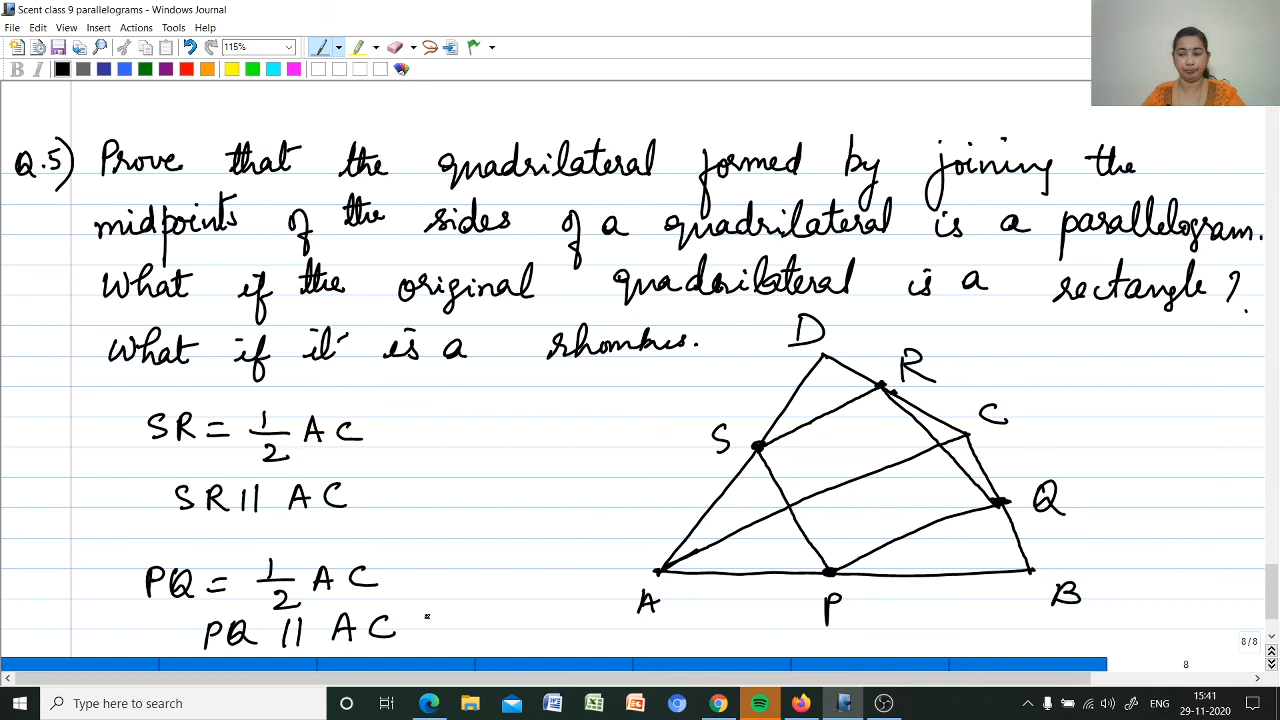 Scent class 9 parallelograms - Windows Journal
File Edit View Insert Actions Tools Help
115%
B I
Q.5) Prove that the quadrilateral formed by joining the
midpoints of the sides of a quadrilateral is a parallelogram.
What if the original quadrilateral is a rectangle?
What if it is a rhombus.
D
R
SR = 1/2 AC
C
S
SR || AC
Q
PQ = 1/2 AC
A P B
PQ || AC
8/8
8
Type here to search
ENG
15:41
29-11-2020